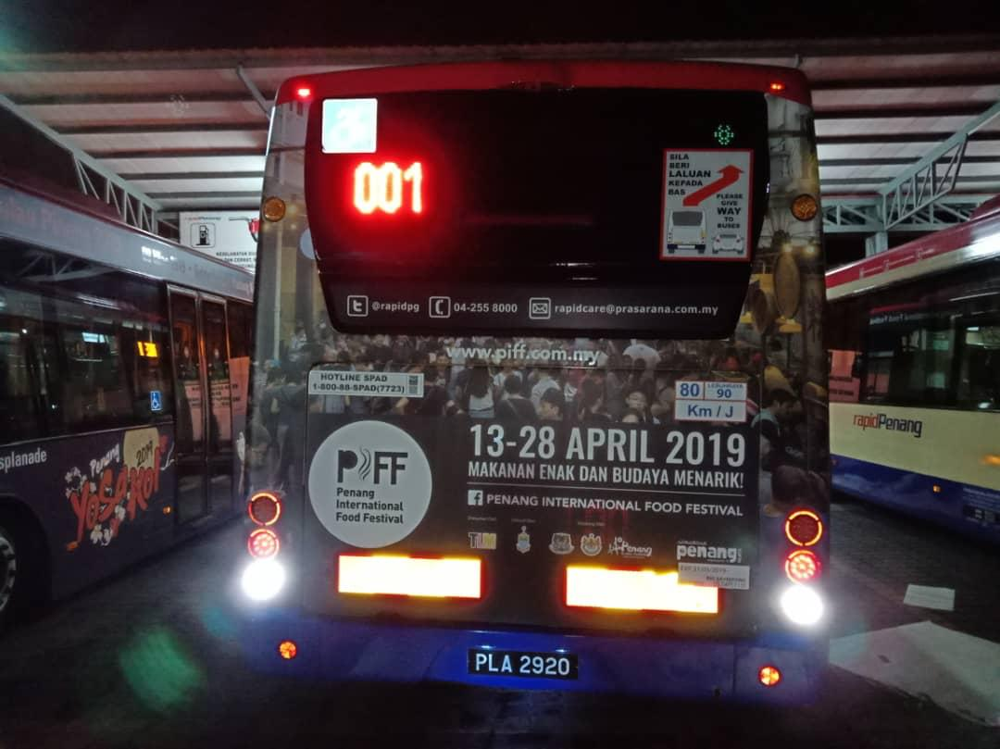 001
SILA
BERI
LALUAN
KEPADA
BAS
PLEASE
GIVE
WAY
TO
BUSES
@rapidpg
04-255 8000
rapidcare@prasarana.com.my
www.piff.com.my
HOTLINE SPAD
1-800-88-SPAD(7723)
80
LEBUHRAYA
90
Km / J
PIFF
Penang
International
Food Festival
13-28 APRIL 2019
MAKANAN ENAK DAN BUDAYA MENARIK!
PENANG INTERNATIONAL FOOD FESTIVAL
Penang
penang
PLA 2920
rapidPenang
splanade
Penang
2019
YOSAKOI
rapidPenang